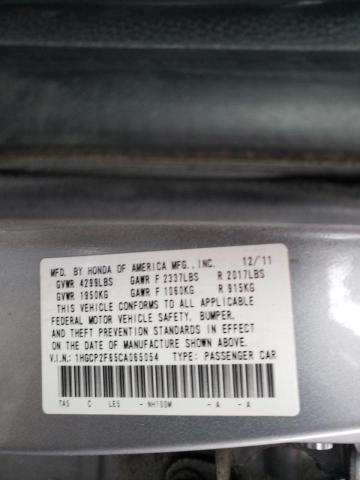 MFD. BY HONDA OF AMERICA MFG., INC. 12/11
GVWR 4299LBS GAWR F 2337LBS R 2017LBS
GVWR 1950KG GAWR F 1060KG R 915KG
THIS VEHICLE CONFORMS TO ALL APPLICABLE
FEDERAL MOTOR VEHICLE SAFETY, BUMPER,
AND THEFT PREVENTION STANDARDS IN EFFECT
ON THE DATE OF MANUFACTURE SHOWN ABOVE.
V.I.N.: 1HGCP2F65CA065054 TYPE: PASSENGER CAR
TA5 C LES - NH700M - A - A